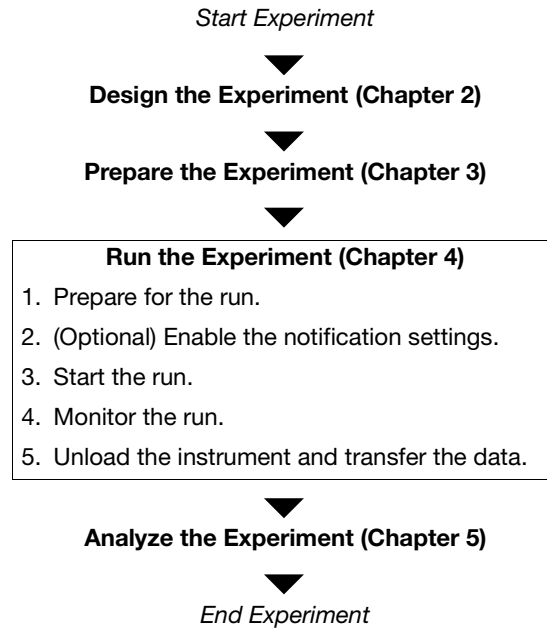 Start Experiment
Design the Experiment (Chapter 2)
Prepare the Experiment (Chapter 3)
Run the Experiment (Chapter 4)
1. Prepare for the run.
2. (Optional) Enable the notification settings.
3. Start the run.
4. Monitor the run.
5. Unload the instrument and transfer the data.
Analyze the Experiment (Chapter 5)
End Experiment